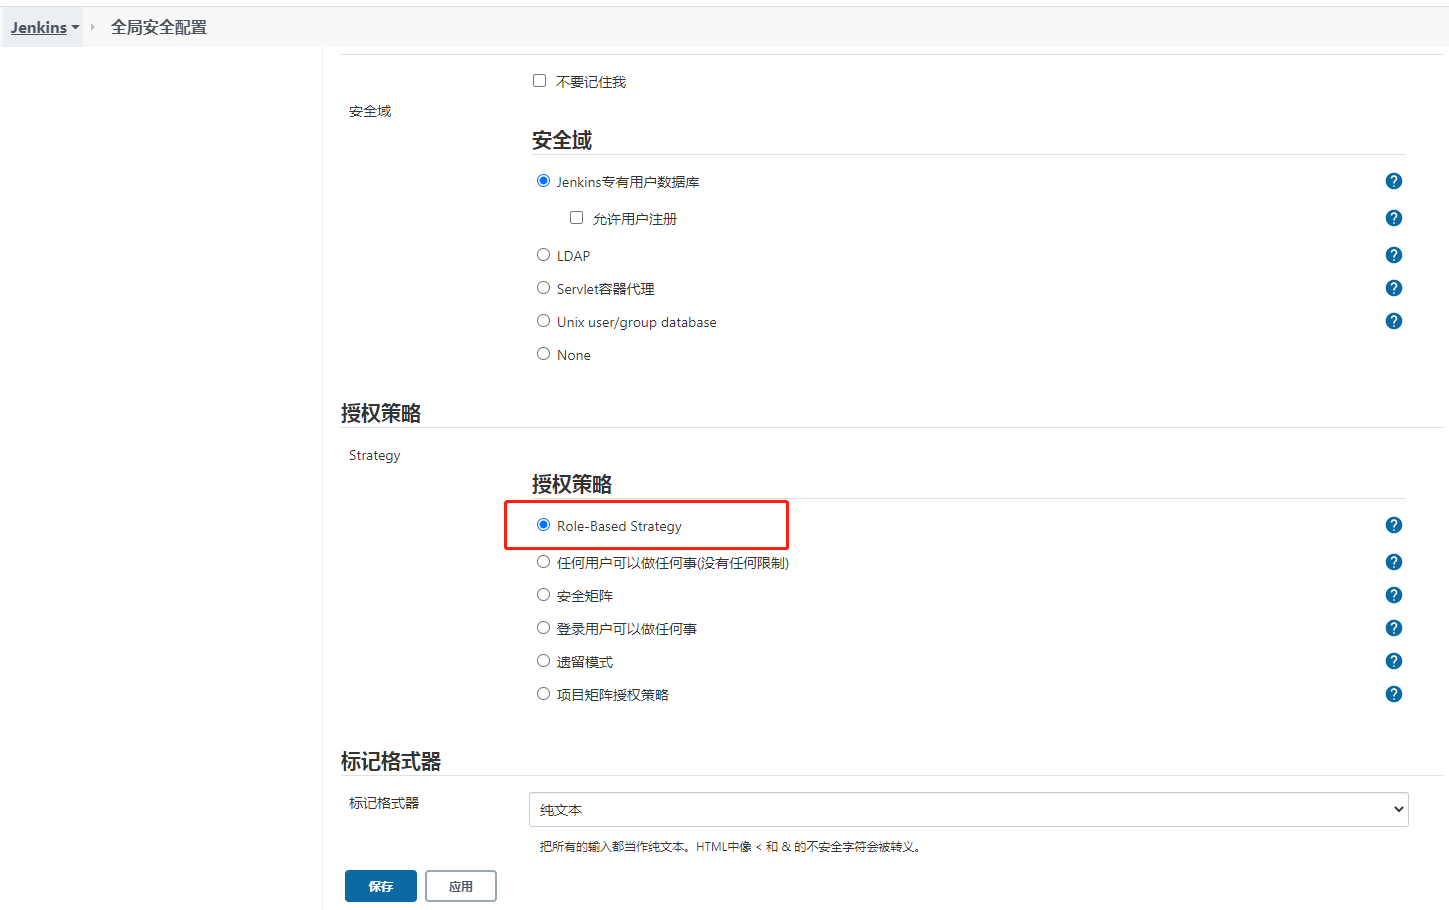 Jenkins 全局安全配置
不要记住我
安全域
安全域
Jenkins专有用户数据库
允许用户注册
LDAP
Servlet容器代理
Unix user/group database
None
授权策略
Strategy
授权策略
Role-Based Strategy
任何用户可以做任何事(没有任何限制)
安全矩阵
登录用户可以做任何事
遗留模式
项目矩阵授权策略
标记格式器
标记格式器
纯文本
把所有的输入都当作纯文本。HTML中像 < 和 & 的不安全字符会被转义。
保存 应用